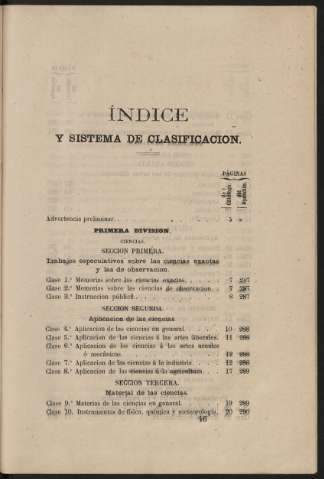 ÍNDICE
Y SISTEMA DE CLASIFICACION.
PÁGINAS
del catálogo.
del apéndice.
Advertencia preliminar. 5 »
PRIMERA DIVISION.
CIENCIAS.
SECCION PRIMERA.
Trabajos especulativos sobre las ciencias exactas
y las de observacion.
Clase 1.ª Memorias sobre las ciencias exactas. 7 287
Clase 2.ª Memorias sobre las ciencias de observacion. 7 287
Clase 3.ª Instruccion pública. 8 287
SECCION SEGUNDA.
Aplicacion de las ciencias
Clase 4.ª Aplicacion de las ciencias en general. 10 288
Clase 5.ª Aplicacion de las ciencias á las artes liberales. 11 288
Clase 6.ª Aplicacion de las ciencias á las artes usuales
ó mecánicas. 12 288
Clase 7.ª Aplicacion de las ciencias á la industria. 12 288
Clase 8.ª Aplicacion de las ciencias á la agricultura. 17 289
SECCION TERCERA.
Material de las ciencias.
Clase 9.ª Material de las ciencias en general. 19 289
Clase 10. Instrumentos de física, química y meteorología. 20 290
46